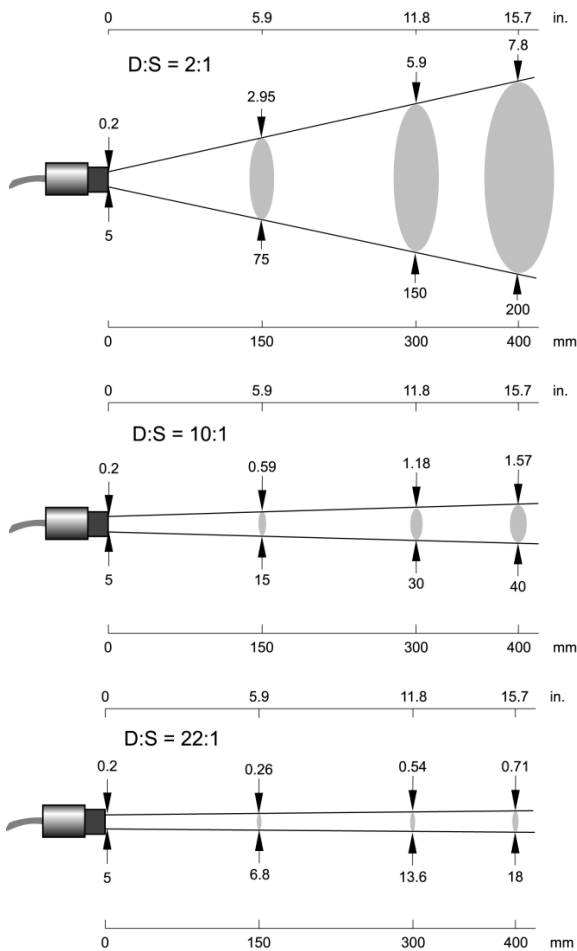 0 5.9 11.8 15.7 in.
D:S = 2:1
7.8
5.9
2.95
0.2
5
75
150
200
0 150 300 400 mm
0 5.9 11.8 15.7 in.
D:S = 10:1
0.2 0.59 1.18 1.57
5 15 30 40
0 150 300 400 mm
0 5.9 11.8 15.7 in.
D:S = 22:1
0.2 0.26 0.54 0.71
5 6.8 13.6 18
0 150 300 400 mm